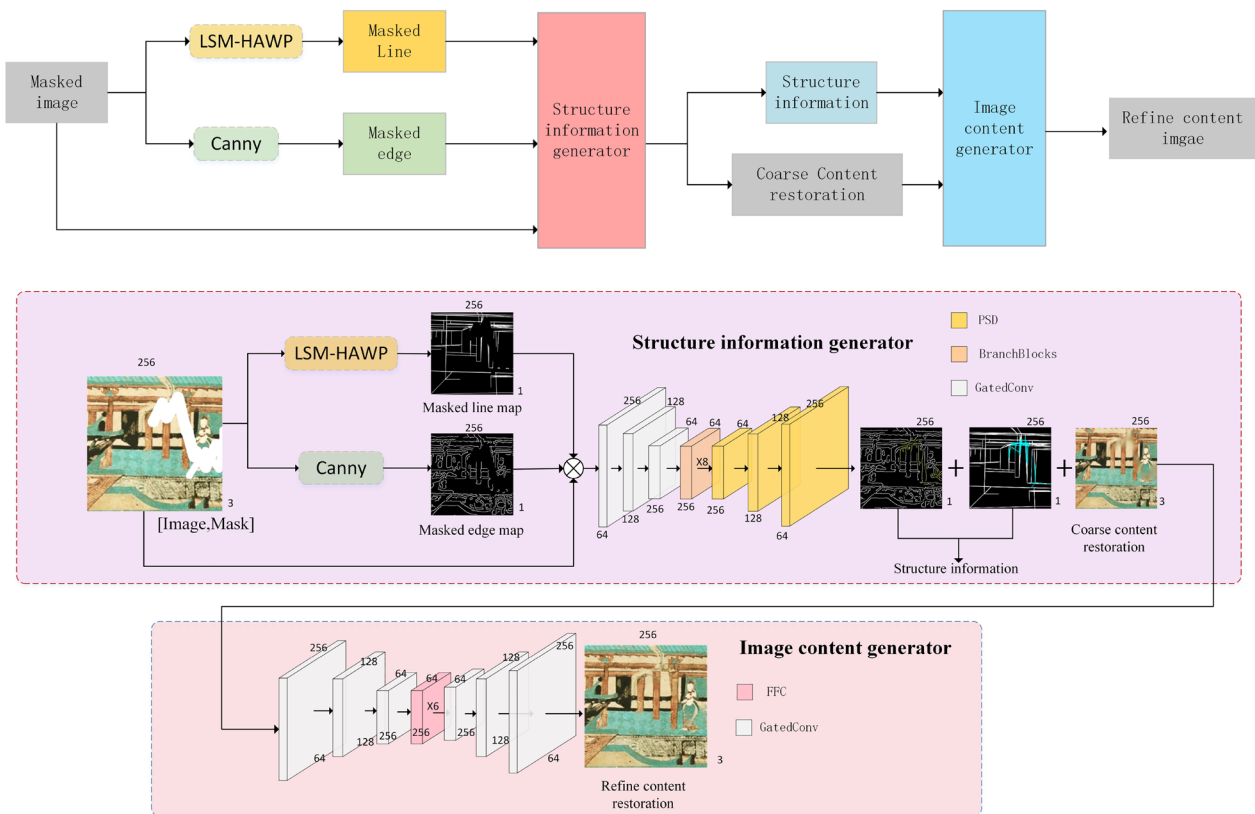 LSM-HAWP
Masked
Line
Masked
image
Canny
Masked
edge
Structure
information
generator
Structure
information
Coarse Content
restoration
Image
content
generator
Refine content
imgae
256
LSM-HAWP
256
1
Masked line map
Canny
256
1
Masked edge map
3
[Image,Mask]
Structure information generator
PSD
BranchBlocks
GatedConv
256
128
64
64
64
128
256
X8
64
128
256
256
256
128
64
256
1
256
1
256
3
Coarse content
restoration
Structure information
Image content generator
FFC
GatedConv
256
128
64
64
64
128
256
X6
64
128
256
256
256
128
64
256
3
Refine content
restoration